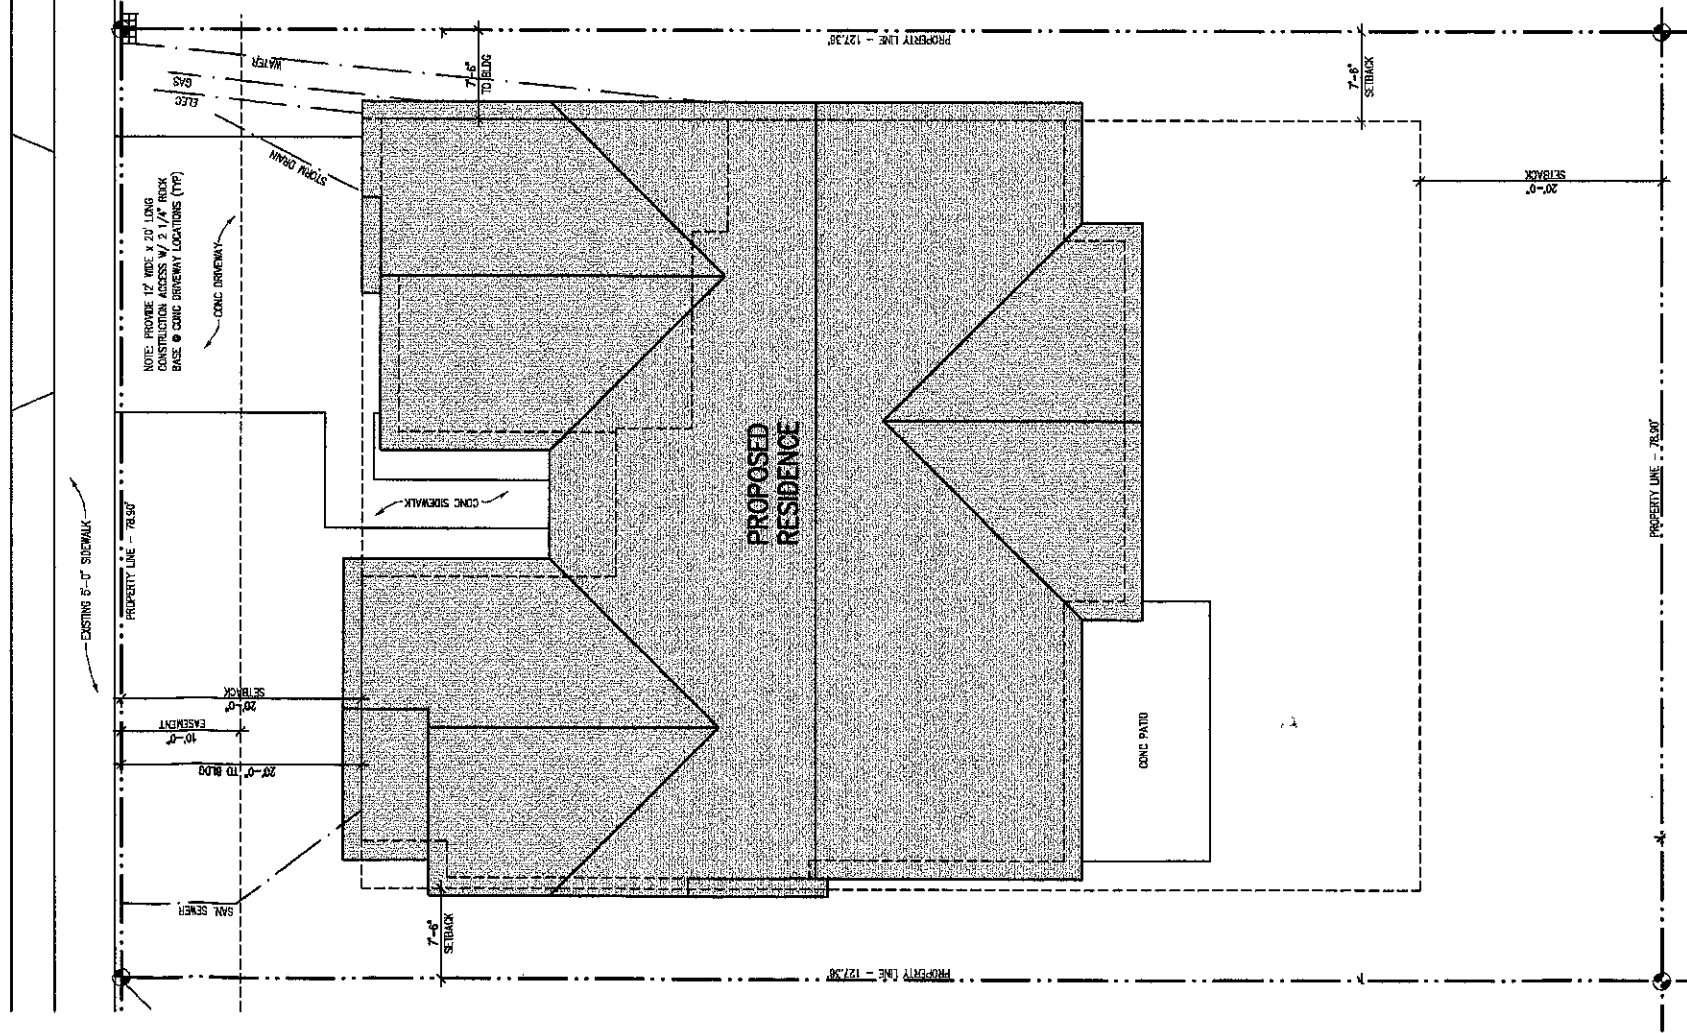 PROPERTY LINE - 127.36'
WATER
GAS
ELEC
STORM DRAIN
7'-6"
TO BLDG
7'-6"
SETBACK
20'-0"
SETBACK
NOTE: PROVIDE 12' WIDE x 20' LONG
CONSTRUCTION ACCESS W/ 2 1/4" ROCK
BASE @ CONC DRIVEWAY LOCATIONS (TYP)
CONC DRIVEWAY
EXISTING 5'-0" SIDEWALK
PROPERTY LINE - 78.90'
CONC SIDEWALK
PROPOSED
RESIDENCE
PROPERTY LINE - 78.90'
20'-0"
SETBACK
10'-0"
EASEMENT
20'-0" TO BLDG
SAN. SEWER
7'-6"
SETBACK
CONC PATIO
PROPERTY LINE - 127.36'